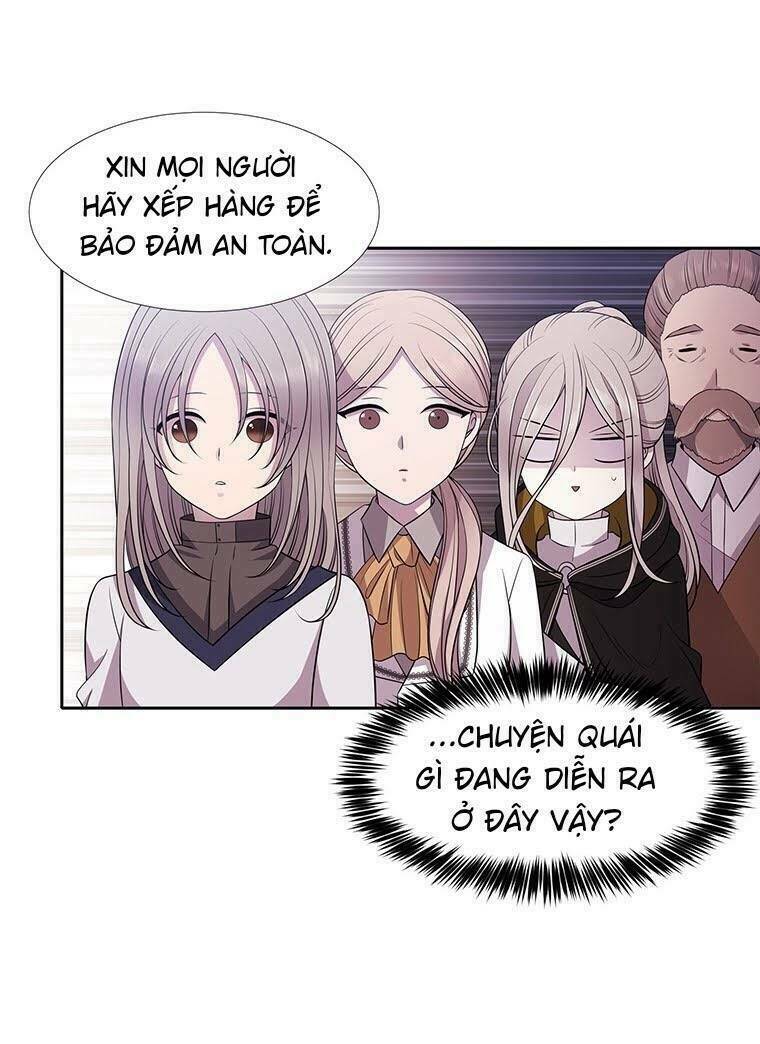 XIN MỌI NGƯỜI
HÃY XẾP HÀNG ĐỂ
BẢO ĐẢM AN TOÀN.
...CHUYỆN QUÁI
GÌ ĐANG DIỄN RA
Ở ĐÂY VẬY?